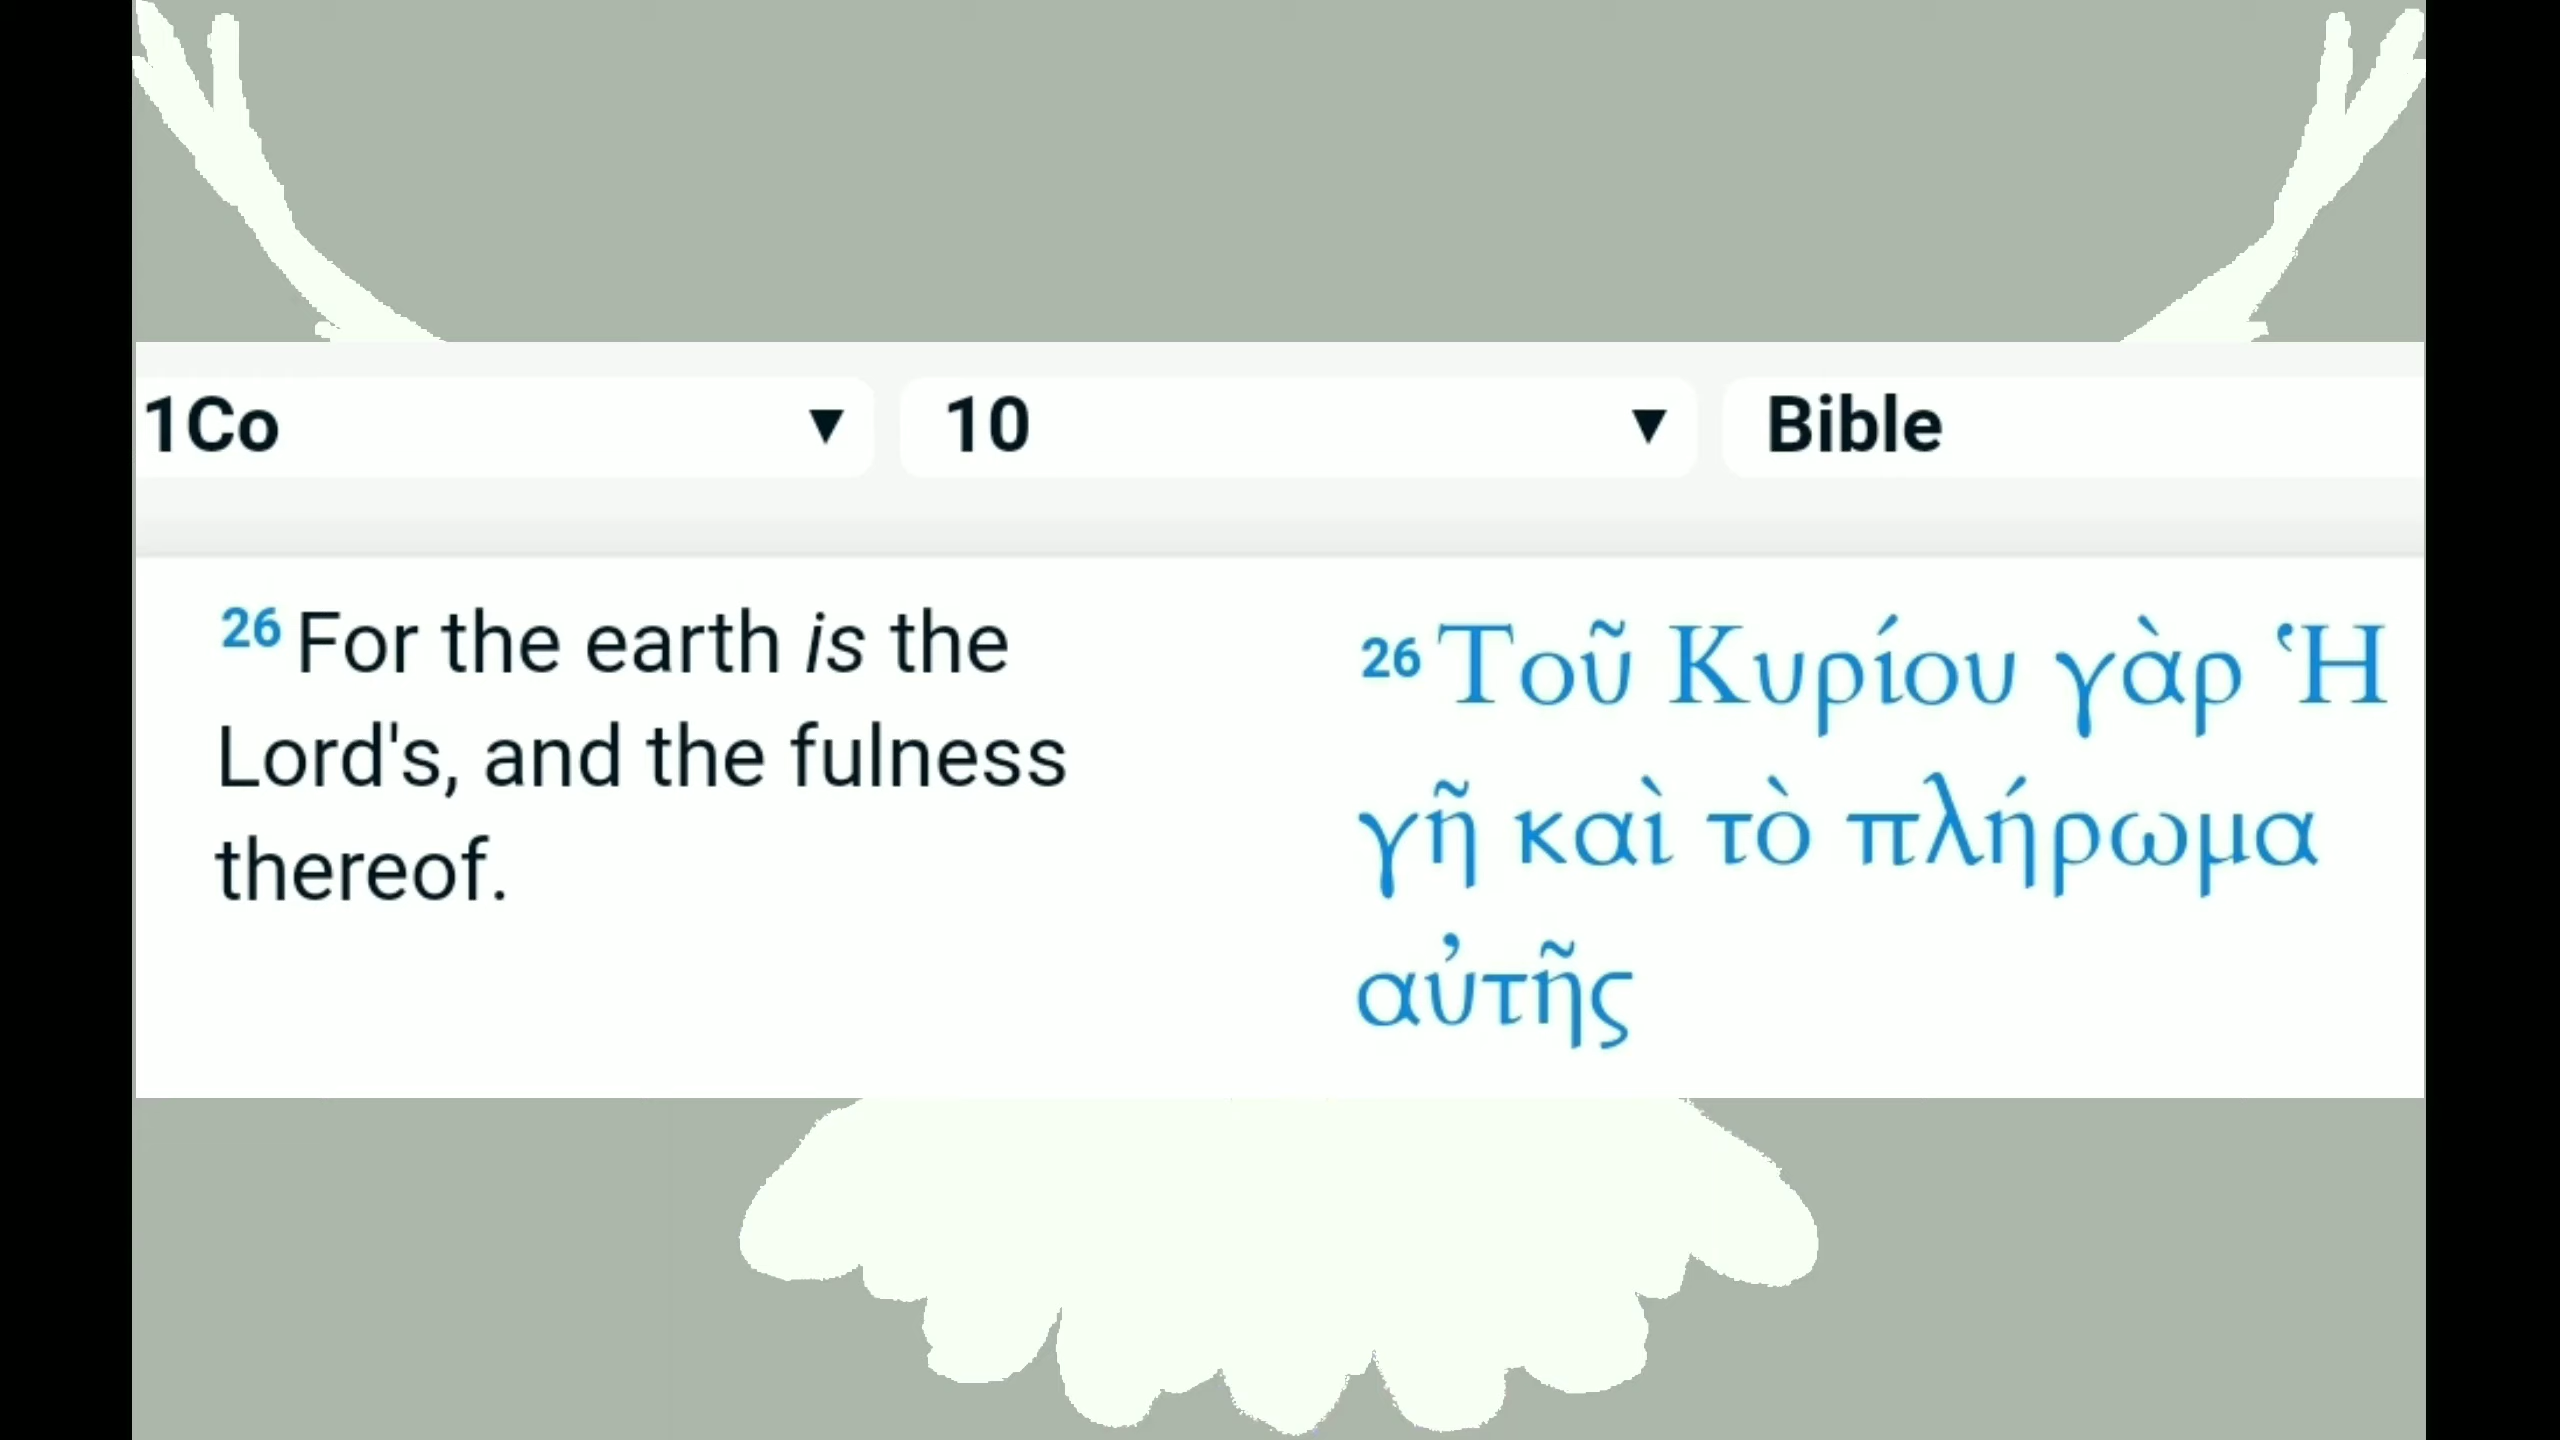 1Co ▼ 10 ▼ Bible
26 For the earth is the
Lord's, and the fulness
thereof.
26 Τοῦ Κυρίου γὰρ Ἡ
γῆ καὶ τὸ πλήρωμα
αὐτῆς